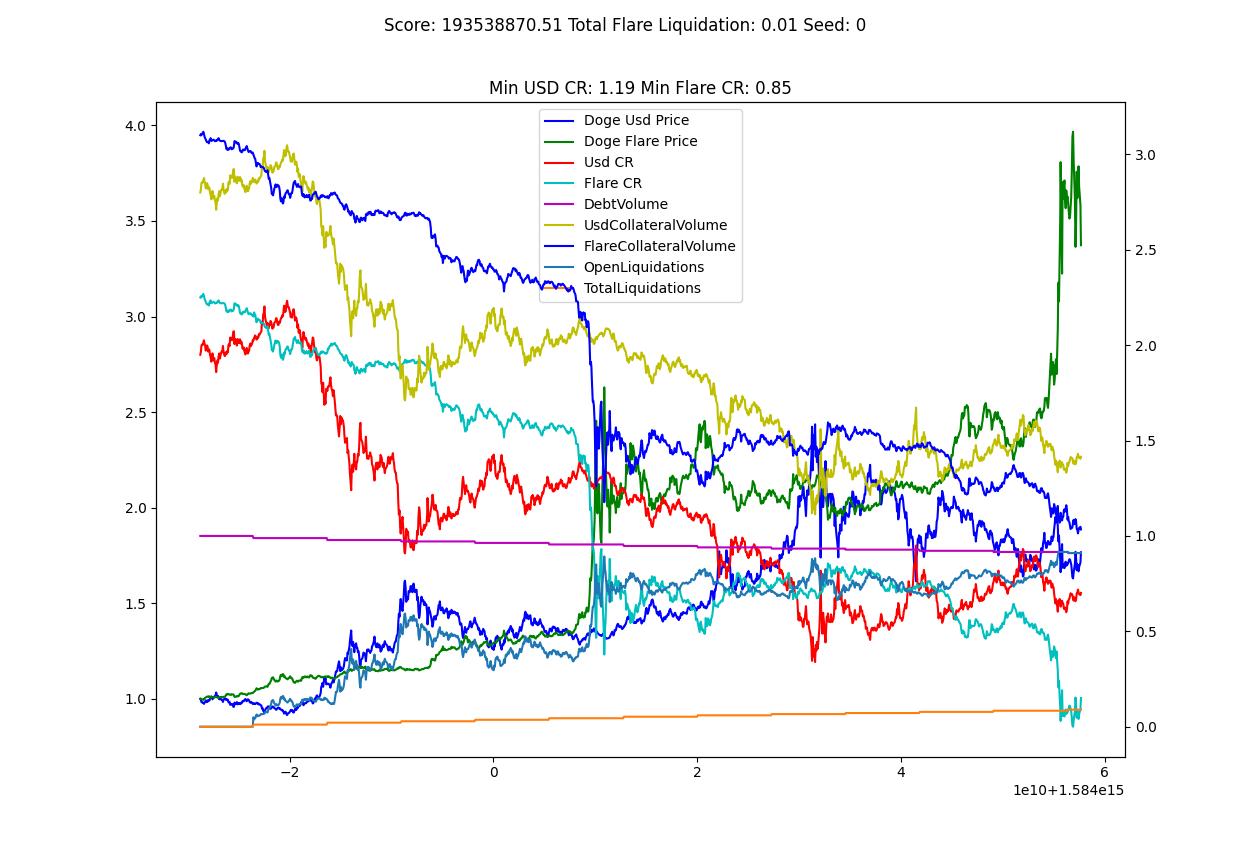 Score: 193538870.51 Total Flare Liquidation: 0.01 Seed: 0
Min USD CR: 1.19 Min Flare CR: 0.85
Doge Usd Price
Doge Flare Price
Usd CR
Flare CR
DebtVolume
UsdCollateralVolume
FlareCollateralVolume
OpenLiquidations
TotalLiquidations
4.0
3.5
3.0
2.5
2.0
1.5
1.0
3.0
2.5
2.0
1.5
1.0
0.5
0.0
−2
0
2
4
6
1e10+1.584e15